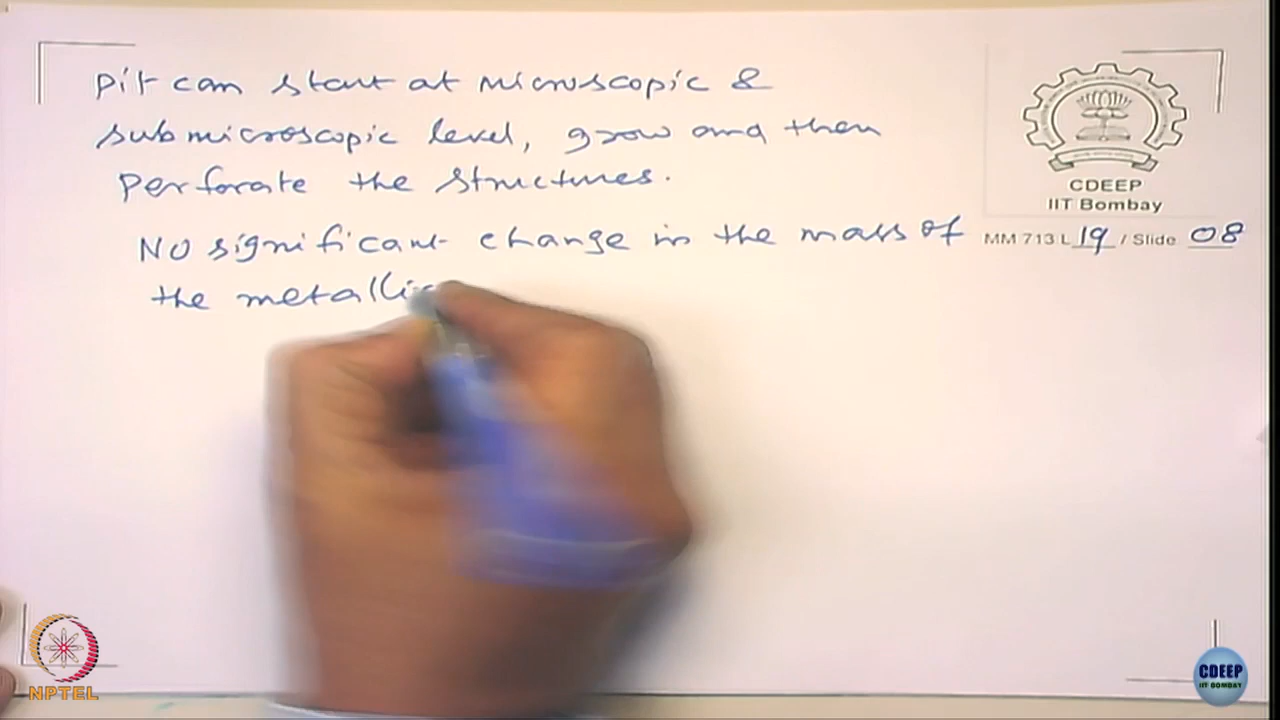 Pit can start at microscopic &
submicroscopic level, grow and then
perforate the structures.
No significant change in the mass of
the metallic
CDEEP
IIT Bombay
MM 713 L 19 / Slide 08
NPTEL
CDEEP
IIT BOMBAY